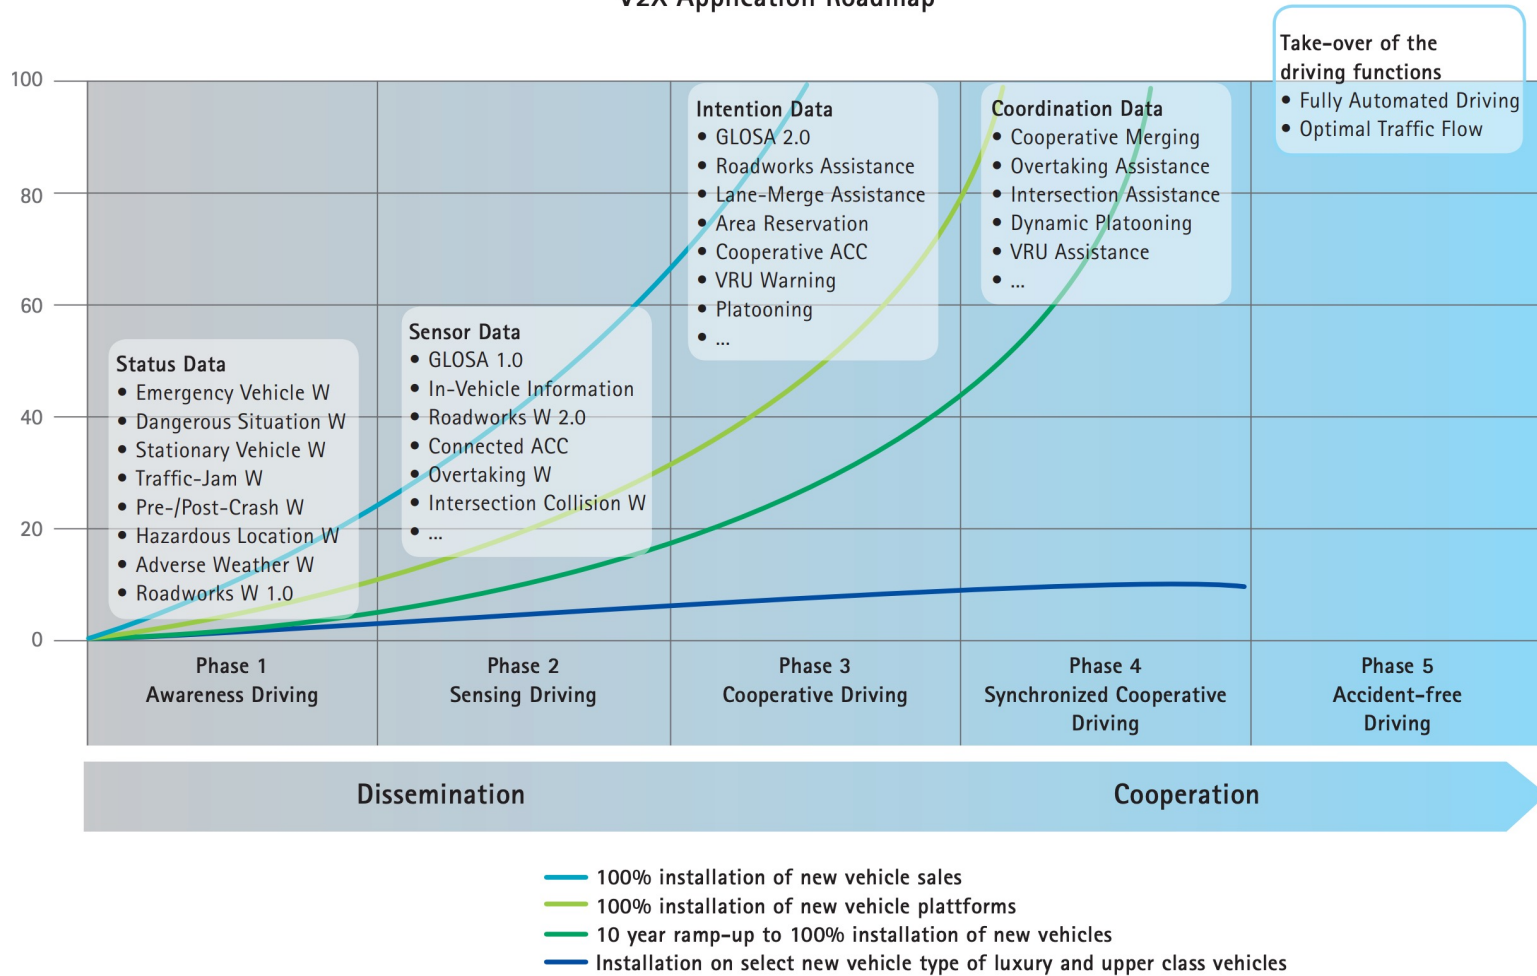 V2X Application Roadmap
100
80
60
40
20
0
Status Data
• Emergency Vehicle W
• Dangerous Situation W
• Stationary Vehicle W
• Traffic-Jam W
• Pre-/Post-Crash W
• Hazardous Location W
• Adverse Weather W
• Roadworks W 1.0
Sensor Data
• GLOSA 1.0
• In-Vehicle Information
• Roadworks W 2.0
• Connected ACC
• Overtaking W
• Intersection Collision W
• ...
Intention Data
• GLOSA 2.0
• Roadworks Assistance
• Lane-Merge Assistance
• Area Reservation
• Cooperative ACC
• VRU Warning
• Platooning
• ...
Coordination Data
• Cooperative Merging
• Overtaking Assistance
• Intersection Assistance
• Dynamic Platooning
• VRU Assistance
• ...
Take-over of the
driving functions
• Fully Automated Driving
• Optimal Traffic Flow
Phase 1
Awareness Driving
Phase 2
Sensing Driving
Phase 3
Cooperative Driving
Phase 4
Synchronized Cooperative
Driving
Phase 5
Accident-free
Driving
Dissemination
Cooperation
100% installation of new vehicle sales
100% installation of new vehicle plattforms
10 year ramp-up to 100% installation of new vehicles
Installation on select new vehicle type of luxury and upper class vehicles